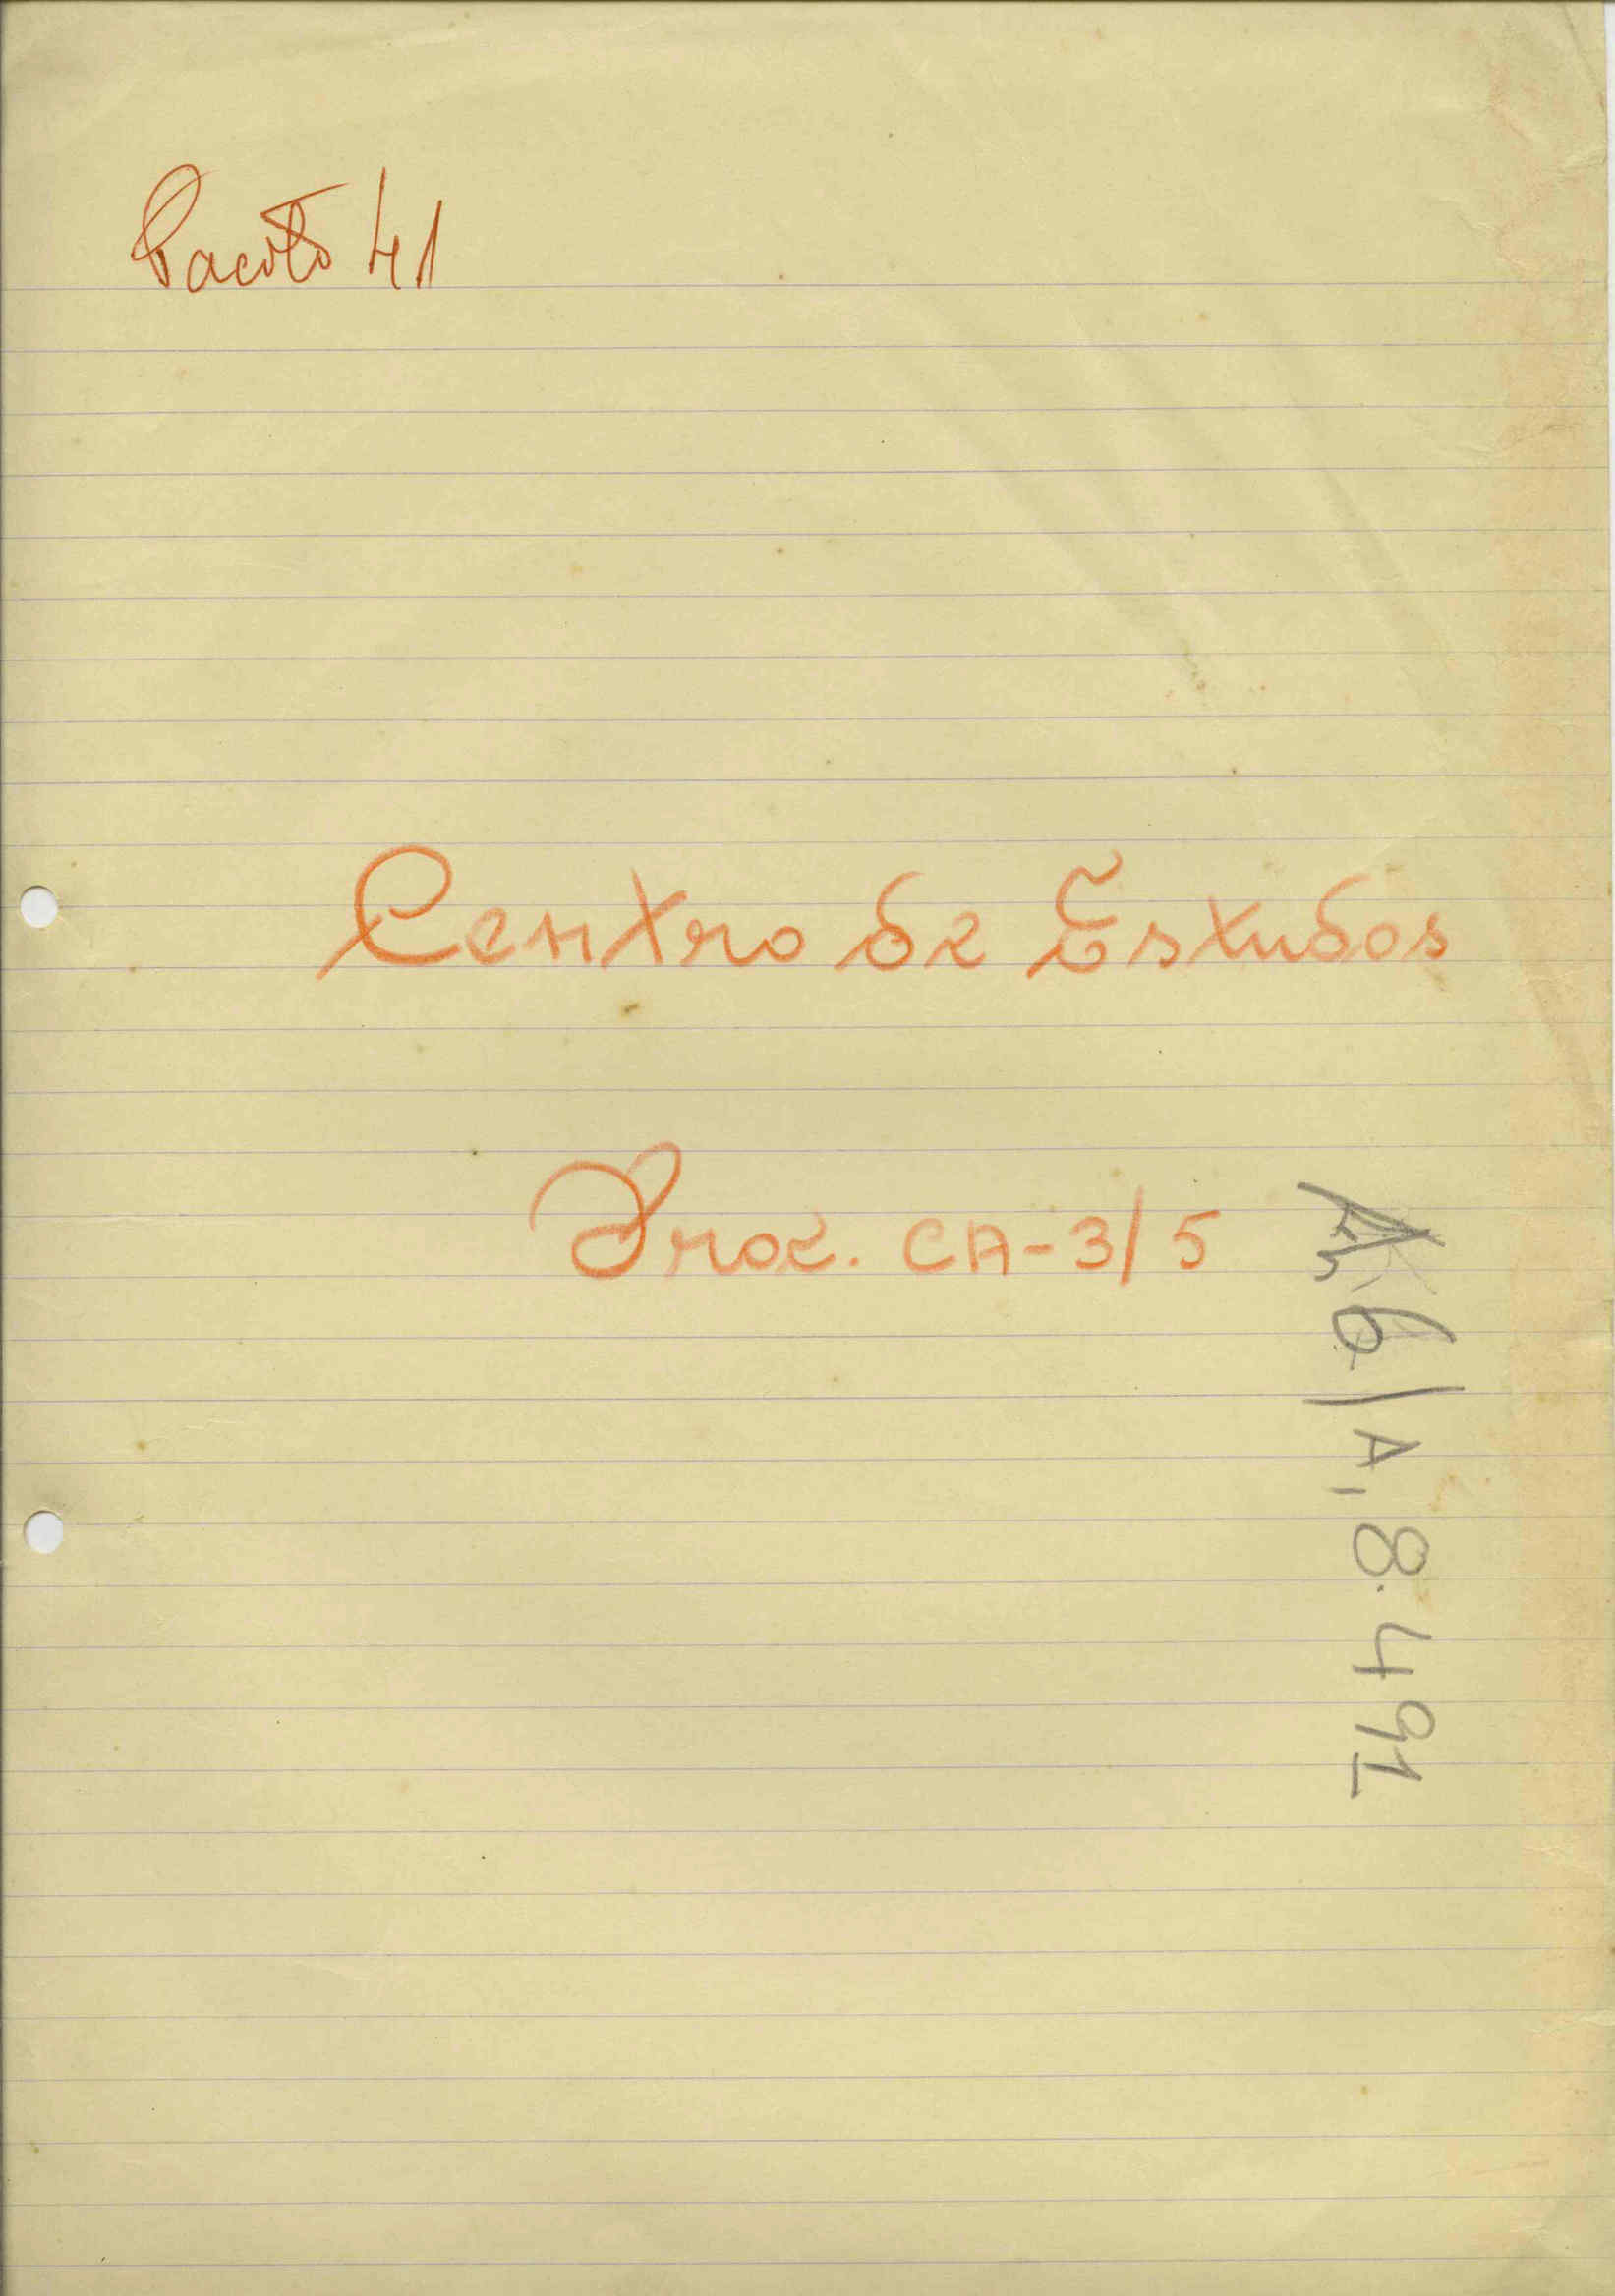 Pacote 41
Centro de Estudos
Proc. CA-3/5
6/A, 8.491